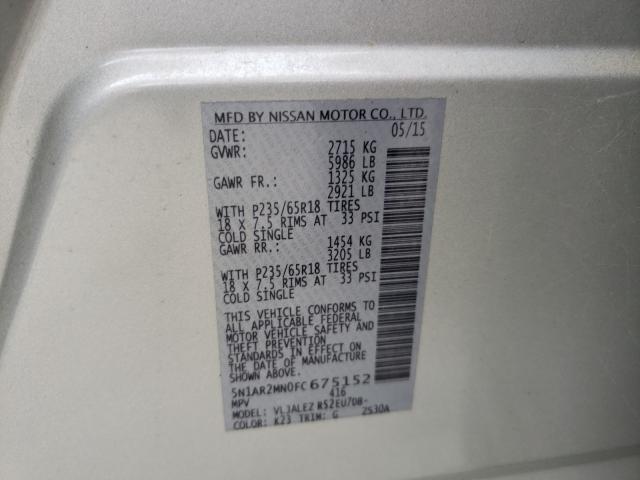 MFD BY NISSAN MOTOR CO., LTD.
DATE: 05/15
GVWR: 2715 KG
5986 LB
GAWR FR.: 1325 KG
2921 LB
WITH P235/65R18 TIRES
18 X 7.5 RIMS AT 33 PSI
COLD SINGLE
GAWR RR.: 1454 KG
3205 LB
WITH P235/65R18 TIRES
18 X 7.5 RIMS AT 33 PSI
COLD SINGLE
THIS VEHICLE CONFORMS TO
ALL APPLICABLE FEDERAL
MOTOR VEHICLE SAFETY AND
THEFT PREVENTION
STANDARDS IN EFFECT ON
THE DATE OF MANUFACTURE
SHOWN ABOVE.
5N1AR2MN0FC675152
MPV 416
MODEL: VLJALEZ R52EU7UB-
COLOR: K23 TRIM: G 2S30A